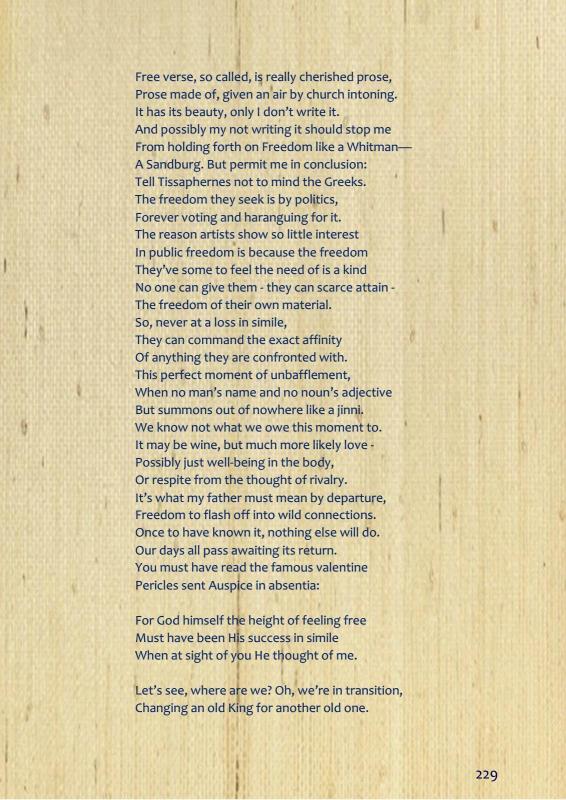 Free verse, so called, is really cherished prose,
Prose made of, given an air by church intoning.
It has its beauty, only I don't write it.
And possibly my not writing it should stop me
From holding forth on Freedom like a Whitman—
A Sandburg. But permit me in conclusion:
Tell Tissaphernes not to mind the Greeks.
The freedom they seek is by politics,
Forever voting and haranguing for it.
The reason artists show so little interest
In public freedom is because the freedom
They've some to feel the need of is a kind
No one can give them - they can scarce attain -
The freedom of their own material.
So, never at a loss in simile,
They can command the exact affinity
Of anything they are confronted with.
This perfect moment of unbafflement,
When no man's name and no noun's adjective
But summons out of nowhere like a jinni.
We know not what we owe this moment to.
It may be wine, but much more likely love -
Possibly just well-being in the body,
Or respite from the thought of rivalry.
It's what my father must mean by departure,
Freedom to flash off into wild connections.
Once to have known it, nothing else will do.
Our days all pass awaiting its return.
You must have read the famous valentine
Pericles sent Auspice in absentia:
For God himself the height of feeling free
Must have been His success in simile
When at sight of you He thought of me.
Let's see, where are we? Oh, we're in transition,
Changing an old King for another old one.
229